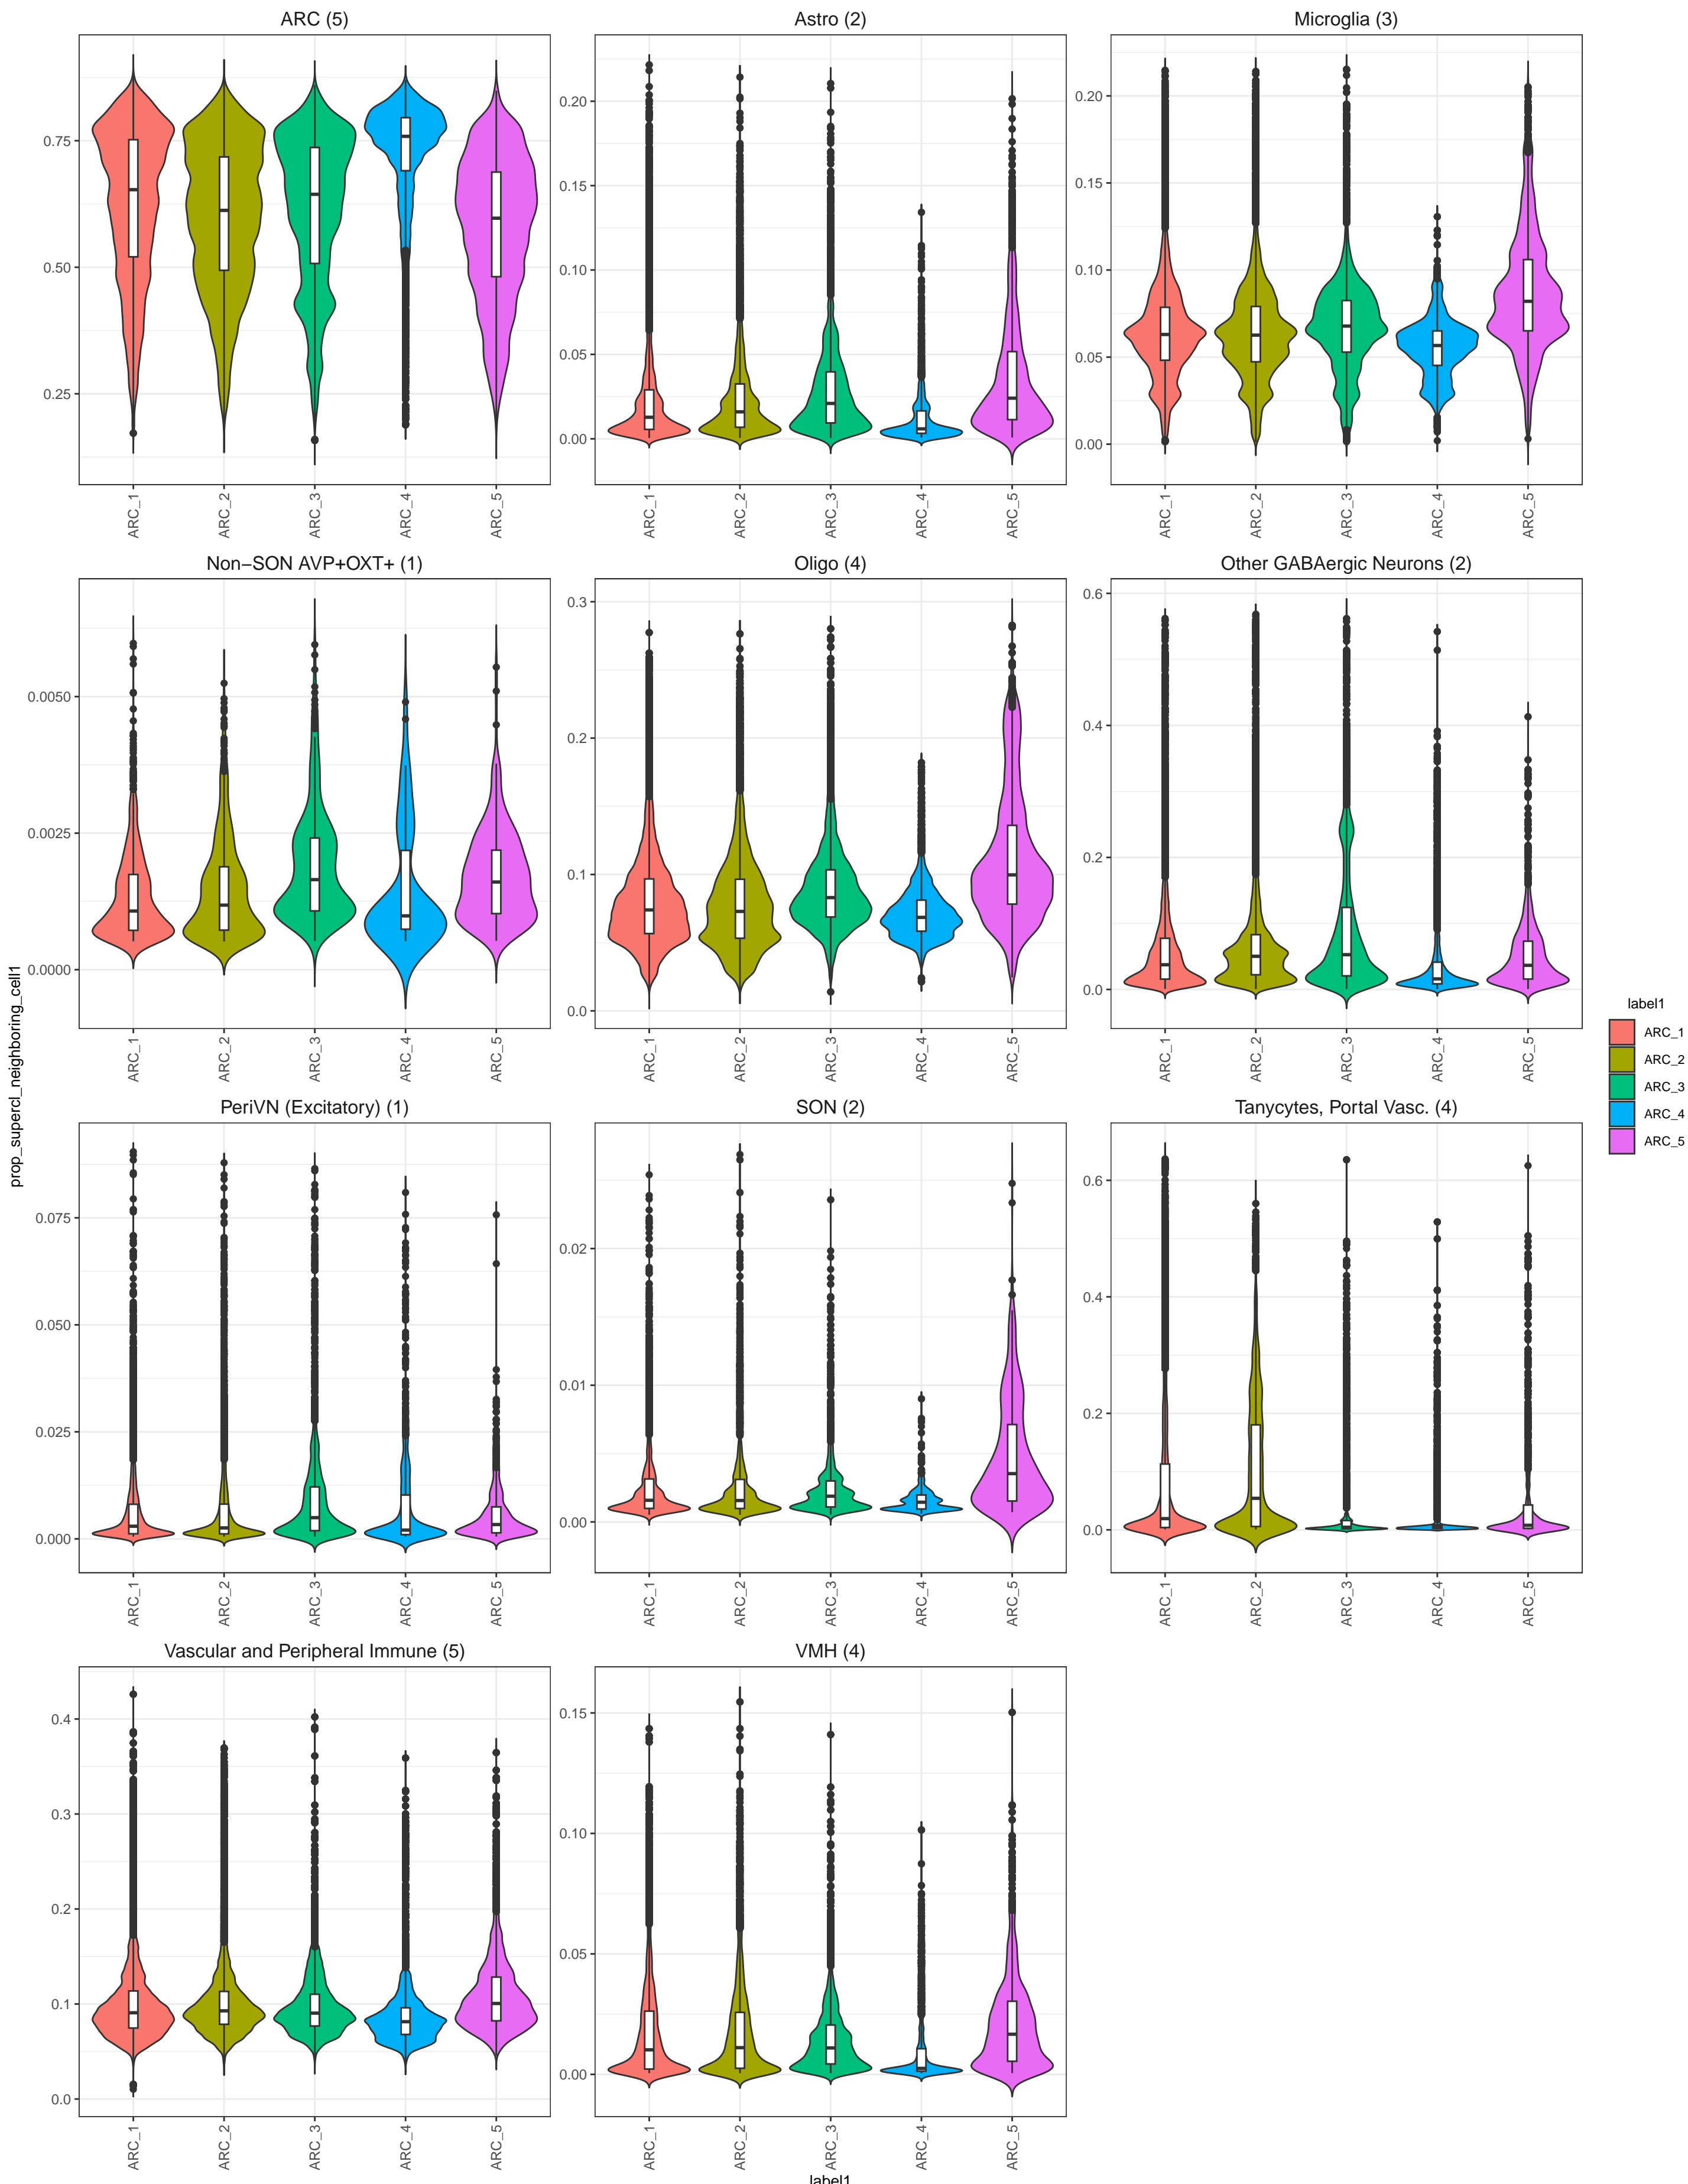 ARC (5)
Astro (2)
Microglia (3)
0.75
0.50
0.25
0.20
0.15
0.10
0.05
0.00
0.20
0.15
0.10
0.05
0.00
ARC_1
ARC_2
ARC_3
ARC_4
ARC_5
ARC_1
ARC_2
ARC_3
ARC_4
ARC_5
ARC_1
ARC_2
ARC_3
ARC_4
ARC_5
Non−SON AVP+OXT+ (1)
Oligo (4)
Other GABAergic Neurons (2)
0.0050
0.0025
0.0000
0.3
0.2
0.1
0.0
0.6
0.4
0.2
0.0
ARC_1
ARC_2
ARC_3
ARC_4
ARC_5
ARC_1
ARC_2
ARC_3
ARC_4
ARC_5
ARC_1
ARC_2
ARC_3
ARC_4
ARC_5
prop_supercl_neighboring_cell1
label1
ARC_1
ARC_2
ARC_3
ARC_4
ARC_5
PeriVN (Excitatory) (1)
SON (2)
Tanycytes, Portal Vasc. (4)
0.075
0.050
0.025
0.000
0.02
0.01
0.00
0.6
0.4
0.2
0.0
ARC_1
ARC_2
ARC_3
ARC_4
ARC_5
ARC_1
ARC_2
ARC_3
ARC_4
ARC_5
ARC_1
ARC_2
ARC_3
ARC_4
ARC_5
Vascular and Peripheral Immune (5)
VMH (4)
0.4
0.3
0.2
0.1
0.0
0.15
0.10
0.05
0.00
ARC_1
ARC_2
ARC_3
ARC_4
ARC_5
ARC_1
ARC_2
ARC_3
ARC_4
ARC_5
label1